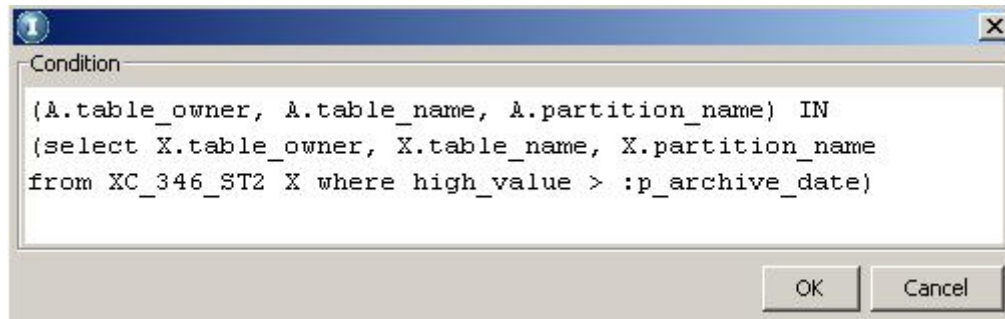 Condition
(A.table_owner, A.table_name, A.partition_name) IN
(select X.table_owner, X.table_name, X.partition_name
from XC_346_ST2 X where high_value > :p_archive_date)
OK Cancel